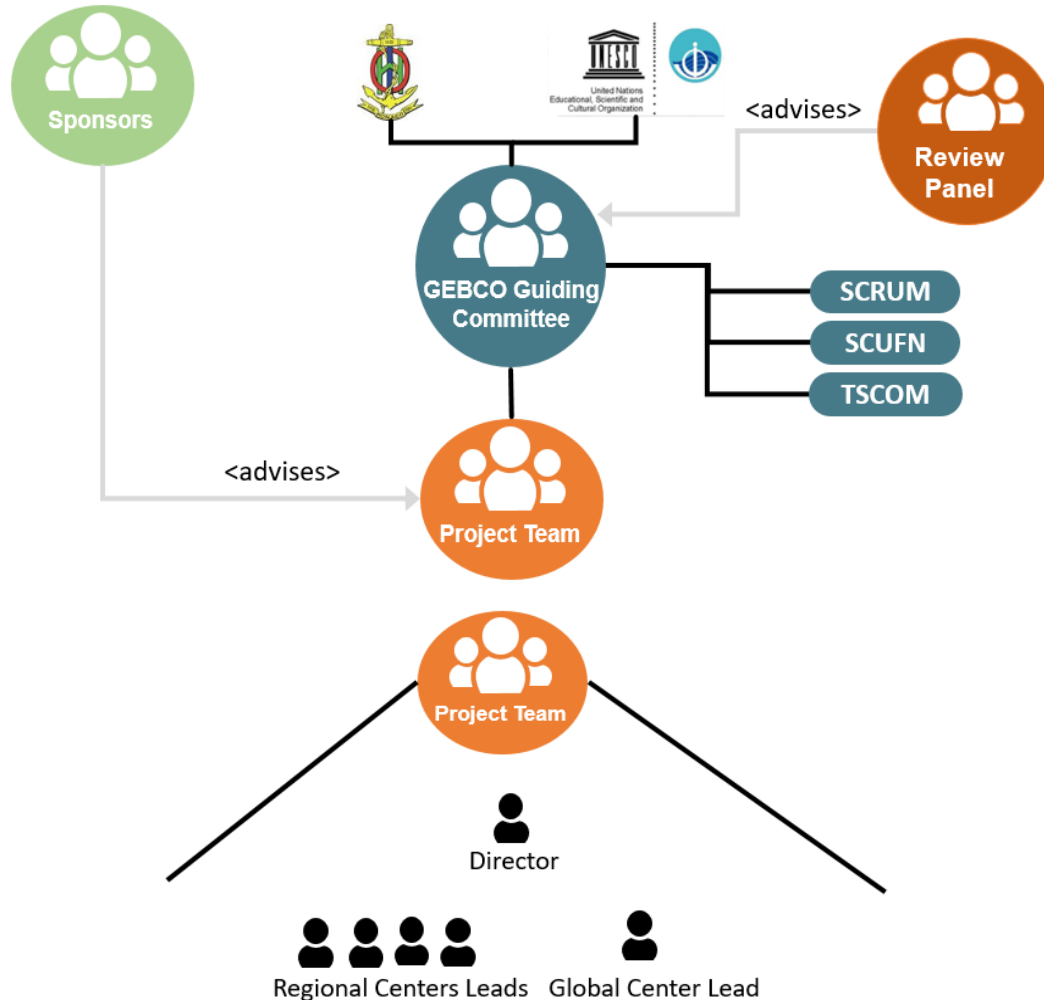 Sponsors
UNESCO
United Nations
Educational, Scientific and
Cultural Organization
<advises>
Review
Panel
GEBCO Guiding
Committee
SCRUM
SCUFN
TSCOM
<advises>
Project Team
Project Team
Director
Regional Centers Leads
Global Center Lead